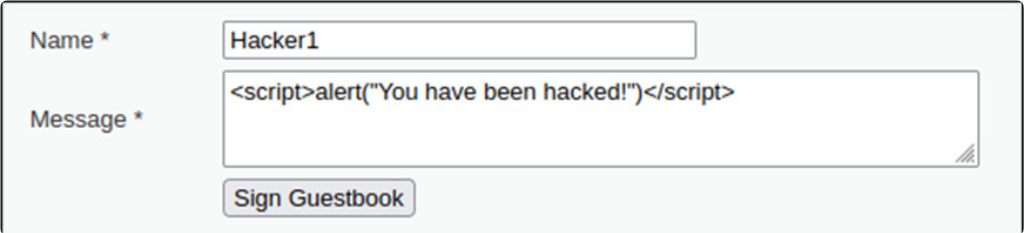 Name *
Hacker1
<script>alert("You have been hacked!")</script>
Message *
Sign Guestbook